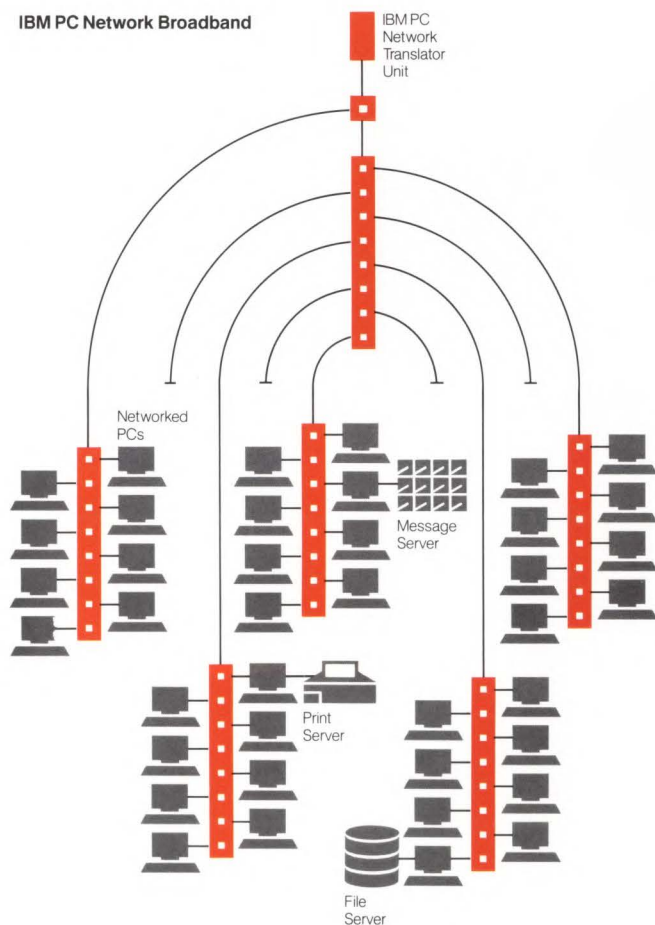 IBM PC Network Broadband
IBM PC
Network
Translator
Unit
Networked
PCs
Message
Server
Print
Server
File
Server